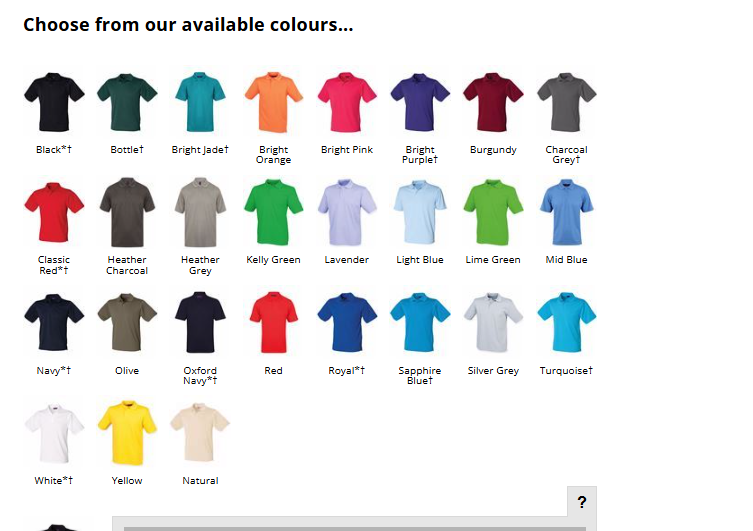 Choose from our available colours...
Black*† Bottle† Bright Jade† Bright Orange Bright Pink Bright Purple† Burgundy Charcoal Grey†
Classic Red*† Heather Charcoal Heather Grey Kelly Green Lavender Light Blue Lime Green Mid Blue
Navy*† Olive Oxford Navy*† Red Royal*† Sapphire Blue† Silver Grey Turquoise†
White*† Yellow Natural
?